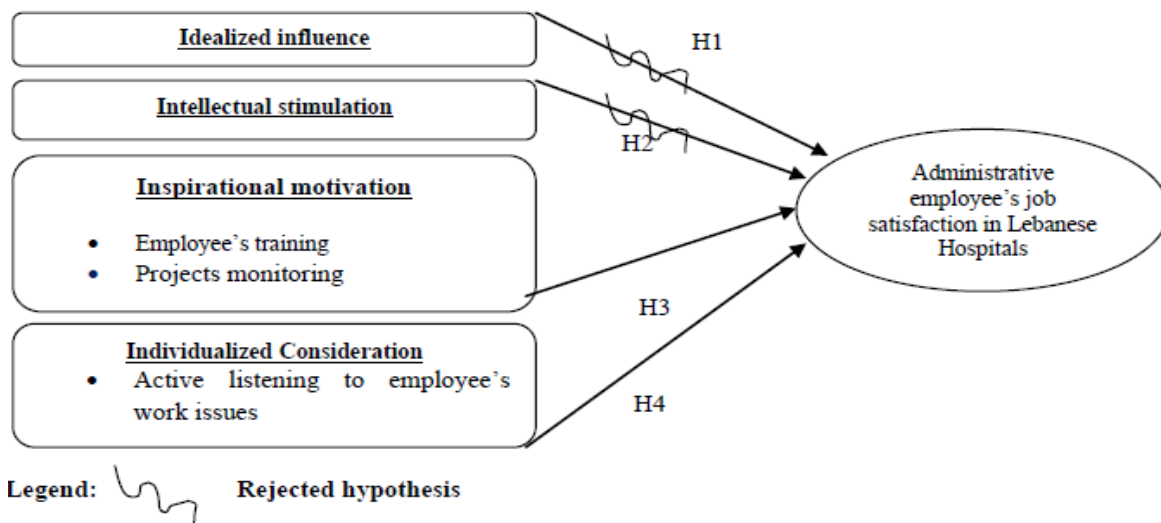 Idealized influence
H1
Intellectual stimulation
H2
Inspirational motivation
• Employee's training
• Projects monitoring
Individualized Consideration
• Active listening to employee's
work issues
H3
H4
Administrative
employee's job
satisfaction in Lebanese
Hospitals
Legend: Rejected hypothesis